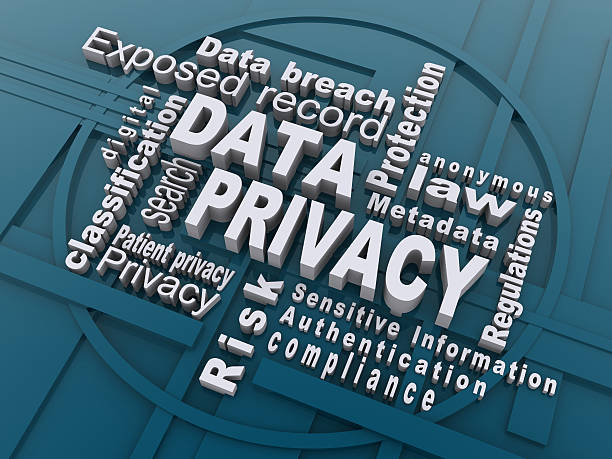 Data breach
Exposed record
digital
classification
search
DATA
PRIVACY
Protection
anonymous
law
Metadata
Regulations
Patient privacy
Privacy
Risk
Sensitive Information
Authentication
compliance